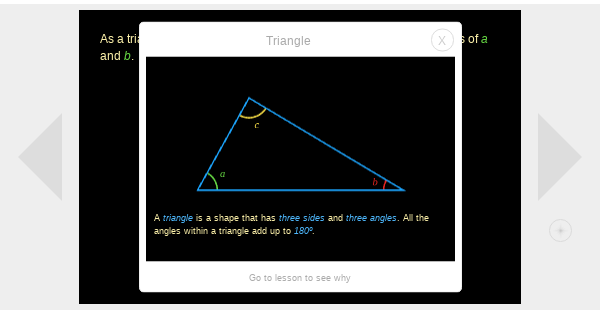 Triangle
X
As a tri
s of a
and b.
c
a
b
A triangle is a shape that has three sides and three angles. All the
angles within a triangle add up to 180º.
Go to lesson to see why